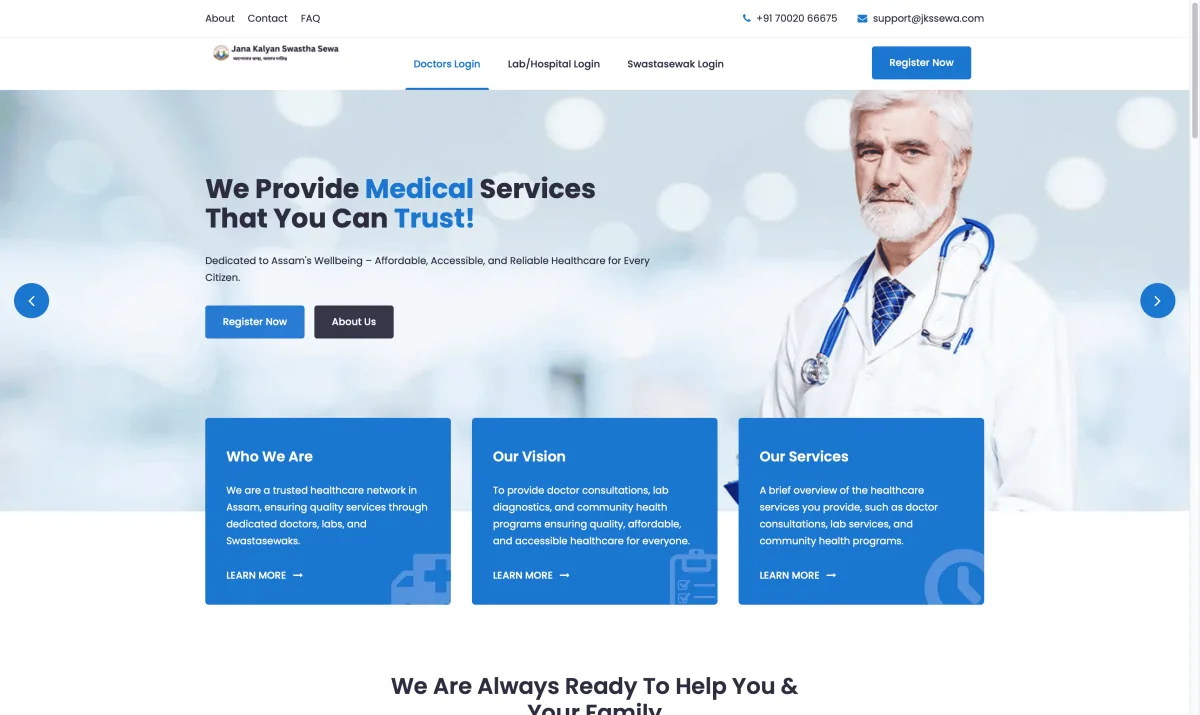 About Contact FAQ
+91 70020 66675 support@jkssewa.com
Jana Kalyan Swastha Sewa
Doctors Login Lab/Hospital Login Swastasewak Login
Register Now
We Provide Medical Services
That You Can Trust!
Dedicated to Assam's Wellbeing – Affordable, Accessible, and Reliable Healthcare for Every
Citizen.
Register Now About Us
Who We Are
We are a trusted healthcare network in
Assam, ensuring quality services through
dedicated doctors, labs, and
Swastasewaks.
LEARN MORE
Our Vision
To provide doctor consultations, lab
diagnostics, and community health
programs ensuring quality, affordable,
and accessible healthcare for everyone.
LEARN MORE
Our Services
A brief overview of the healthcare
services you provide, such as doctor
consultations, lab services, and
community health programs.
LEARN MORE
We Are Always Ready To Help You &
Your Family